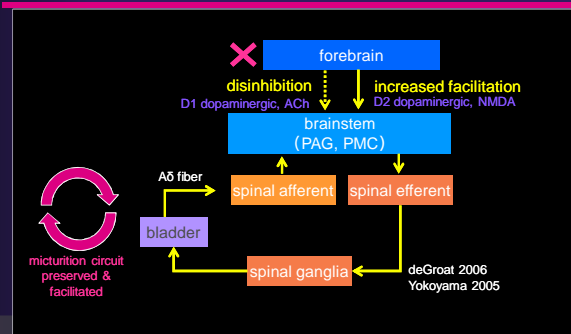 forebrain
disinhibition
D1 dopaminergic, ACh
increased facilitation
D2 dopaminergic, NMDA
brainstem
(PAG, PMC)
Aδ fiber
spinal afferent
spinal efferent
bladder
micturition circuit
preserved &
facilitated
spinal ganglia
deGroat 2006
Yokoyama 2005